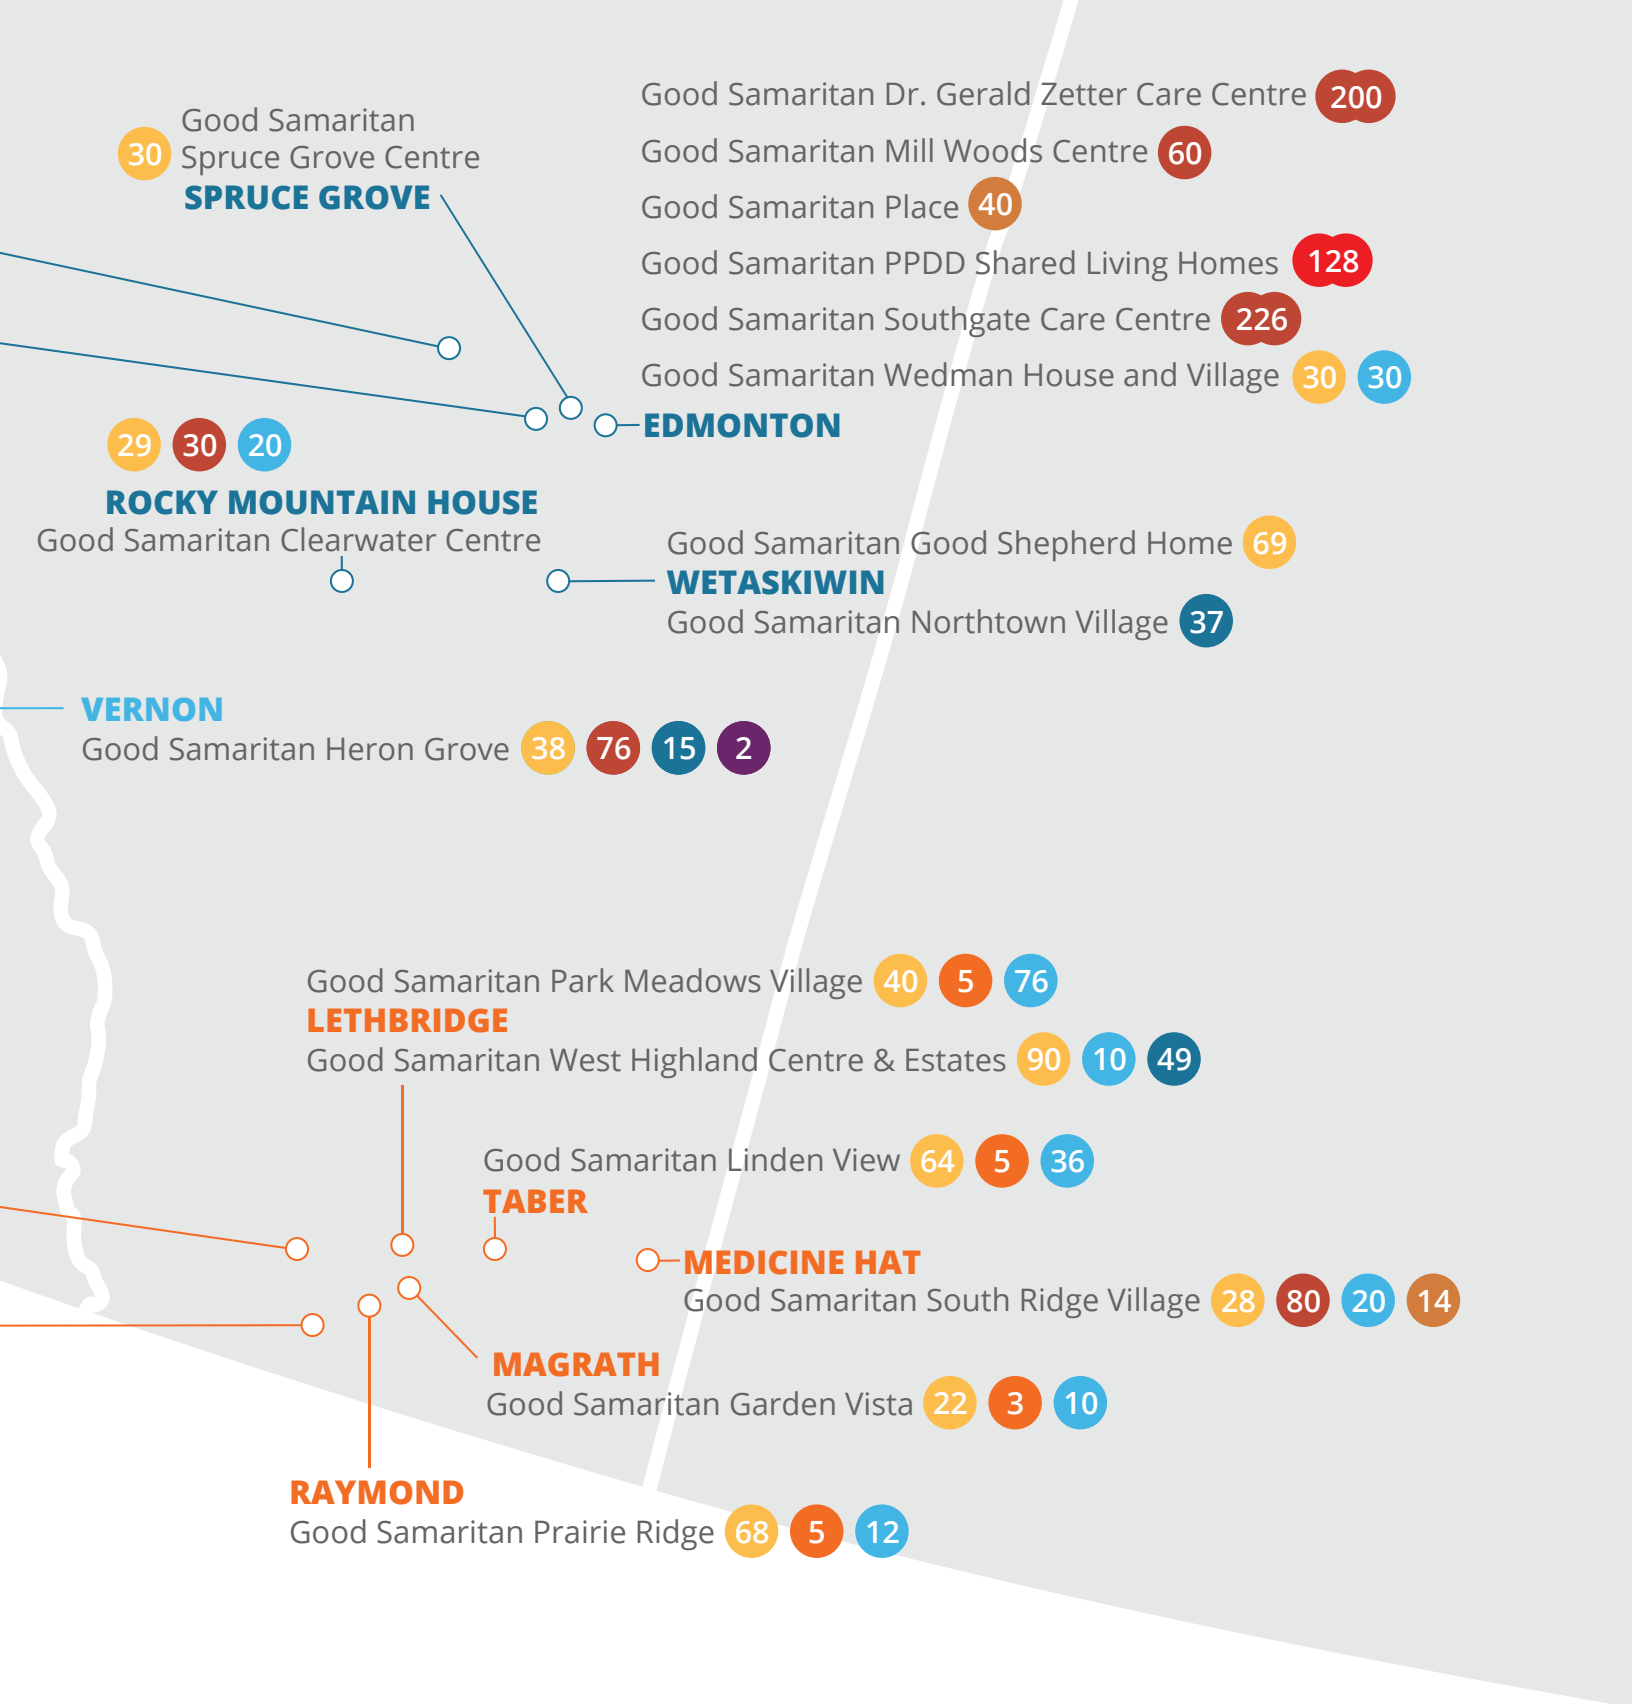 Good Samaritan Dr. Gerald Zetter Care Centre 200
Good Samaritan
30 Spruce Grove Centre
SPRUCE GROVE
Good Samaritan Mill Woods Centre 60
Good Samaritan Place 40
Good Samaritan PPDD Shared Living Homes 128
Good Samaritan Southgate Care Centre 226
Good Samaritan Wedman House and Village 30 30
EDMONTON
29 30 20
ROCKY MOUNTAIN HOUSE
Good Samaritan Clearwater Centre
Good Samaritan Good Shepherd Home 69
WETASKIWIN
Good Samaritan Northtown Village 37
VERNON
Good Samaritan Heron Grove 38 76 15 2
Good Samaritan Park Meadows Village 40 5 76
LETHBRIDGE
Good Samaritan West Highland Centre & Estates 90 10 49
Good Samaritan Linden View 64 5 36
TABER
MEDICINE HAT
Good Samaritan South Ridge Village 28 80 20 14
MAGRATH
Good Samaritan Garden Vista 22 3 10
RAYMOND
Good Samaritan Prairie Ridge 68 5 12